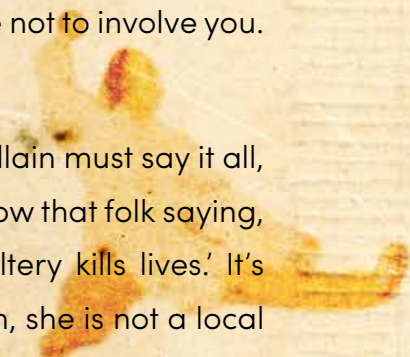 not to involve you.
llain must say it all,
ow that folk saying,
ltery kills lives.’ It’s
n, she is not a local